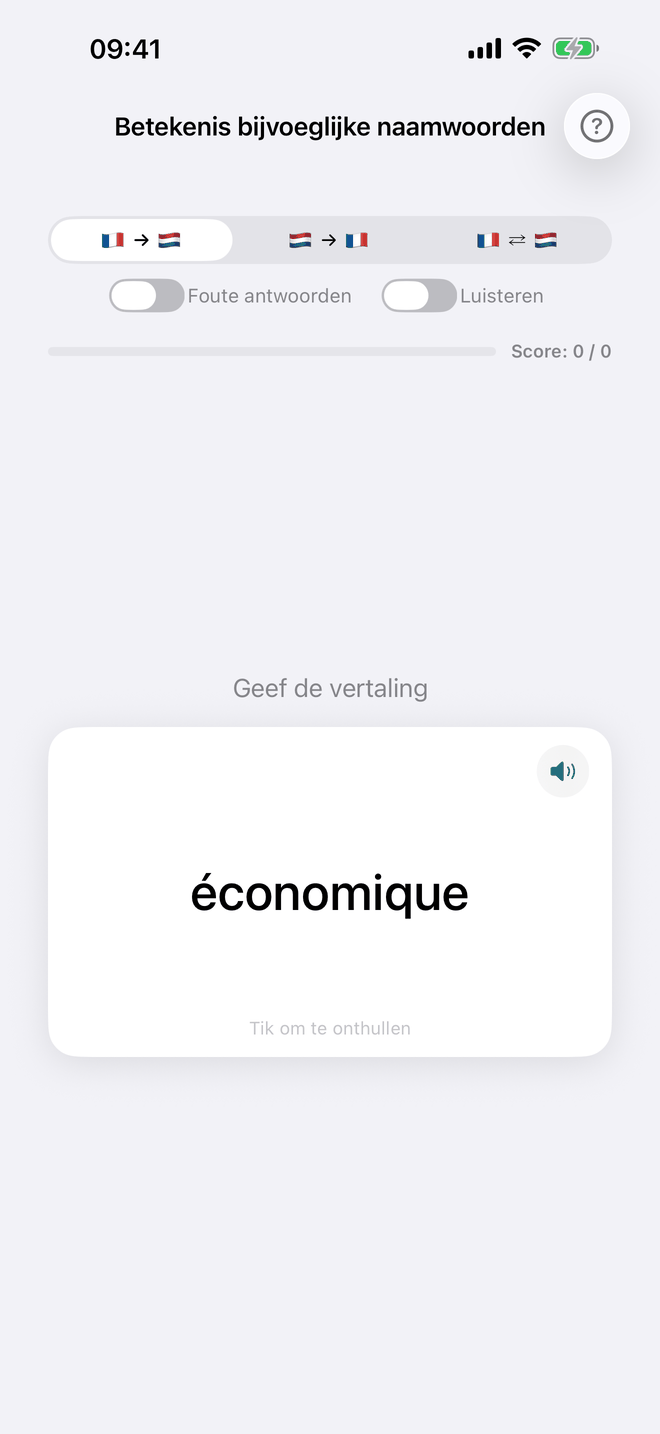 09:41
Betekenis bijvoeglijke naamwoorden
🇫🇷 → 🇳🇱 🇳🇱 → 🇫🇷 🇫🇷 ⇄ 🇳🇱
Foute antwoorden Luisteren
Score: 0 / 0
Geef de vertaling
économique
Tik om te onthullen